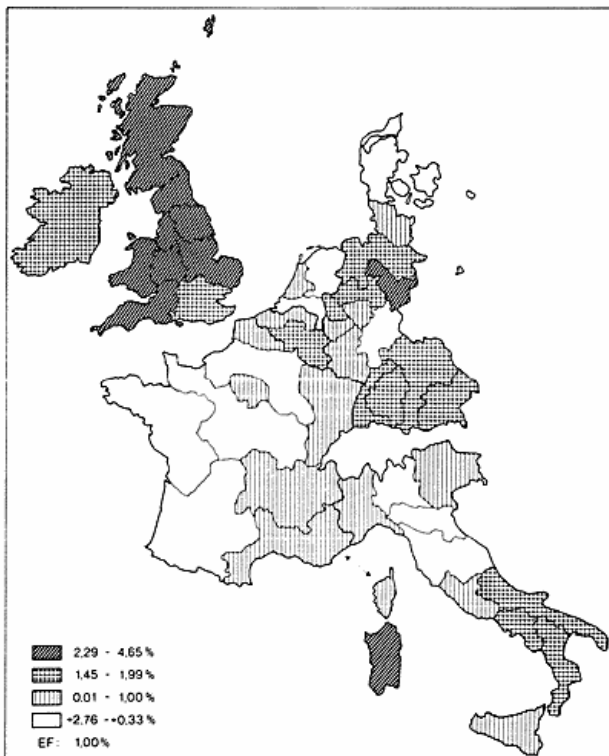 2,29 - 4,65 %
1,45 - 1,99 %
0,01 - 1,00 %
÷2,76 - ÷0,33 %
EF: 1,00%